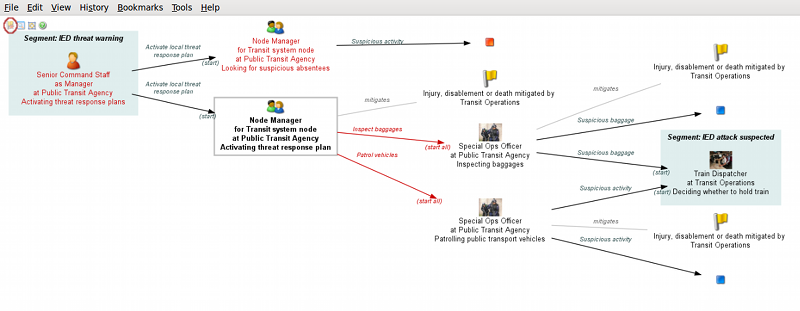 File Edit View History Bookmarks Tools Help
Segment: IED threat warning
Senior Command Staff
as Manager
at Public Transit Agency
Activating threat response plans
Activate local threat
response plan
(start)
Activate local threat
response plan
(start)
Node Manager
for Transit system node
at Public Transit Agency
Looking for suspicious absentees
Suspicious activity
Node Manager
for Transit system node
at Public Transit Agency
Activating threat response plan
mitigates
Injury, disablement or death mitigated by
Transit Operations
Inspect baggages
(start all)
Patrol vehicles
(start all)
Special Ops Officer
at Public Transit Agency
Inspecting baggages
mitigates
Injury, disablement or death mitigated by
Transit Operations
Suspicious baggage
Suspicious baggage
(start)
Segment: IED attack suspected
Train Dispatcher
at Transit Operations
Deciding whether to hold train
Special Ops Officer
at Public Transit Agency
Patrolling public transport vehicles
Suspicious activity
(start)
mitigates
Injury, disablement or death mitigated by
Transit Operations
Suspicious activity